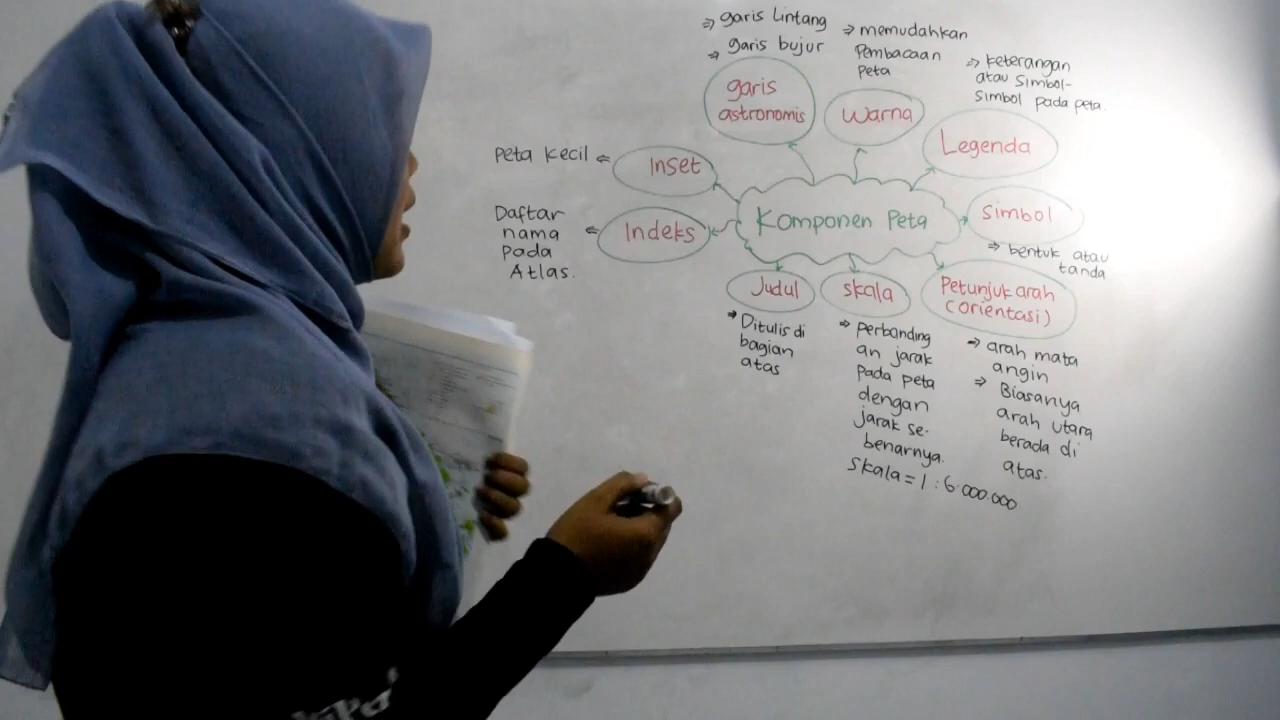 ⇒ garis lintang
⇒ garis bujur
garis
astronomis
⇒ memudahkan
Pembacaan
Peta
Warna
⇒ keterangan
atau simbol-
simbol pada peta.
Legenda
Peta Kecil ⇐
Inset
Daftar
nama
pada
Atlas.
⇐
Indeks
Komponen Peta
Simbol
⇒ bentuk atau
tanda
Judul
⇒ Ditulis di
bagian
atas
skala
⇒ Perbanding
an jarak
pada peta
dengan
jarak se-
benarnya.
skala = 1 : 6.000.000
Petunjuk arah
(orientasi)
⇒ arah mata
angin
⇒ Biasanya
arah utara
berada di
atas.